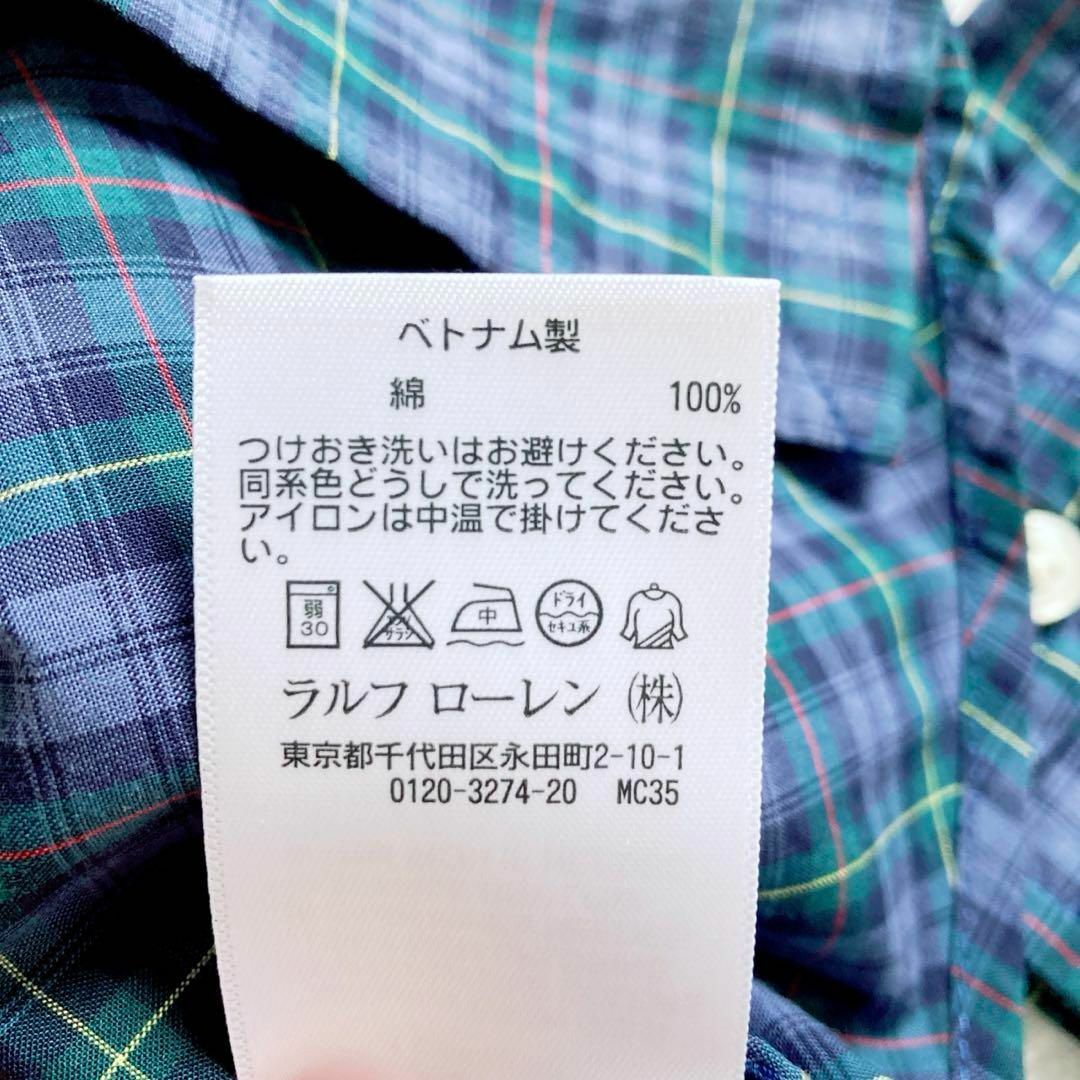 ベトナム製
綿 100%
つけおき洗いはお避けください。
同系色どうしで洗ってください。
アイロンは中温で掛けてくださ
い。
弱 中 ドライ
30 サラシ セキユ系
ラルフ ローレン (株)
東京都千代田区永田町2-10-1
0120-3274-20 MC35